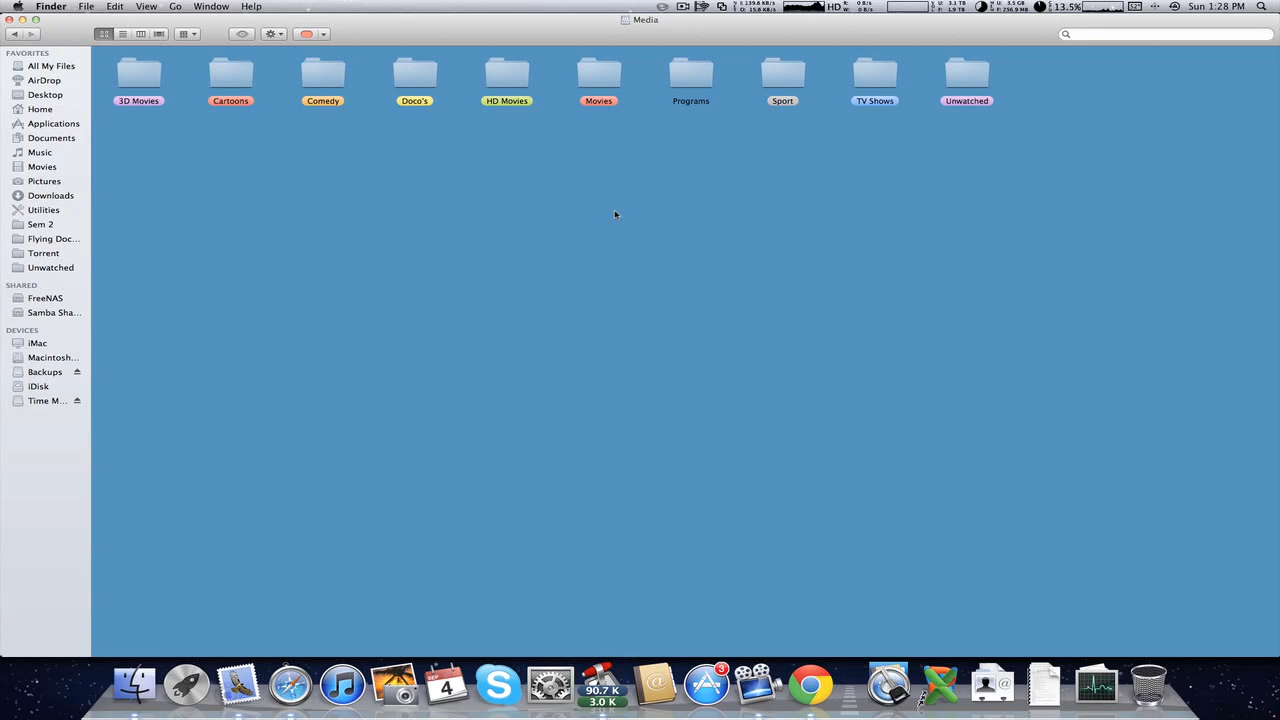 Finder File Edit View Go Window Help
HD 13.5% Sun 1:28 PM
Media
FAVORITES
All My Files
AirDrop
Desktop
Home
Applications
Documents
Music
Movies
Pictures
Downloads
Utilities
Sem 2
Flying Doc...
Torrent
Unwatched
SHARED
FreeNAS
Samba Sha...
DEVICES
iMac
Macintosh...
Backups
iDisk
Time M...
3D Movies Cartoons Comedy Doco's HD Movies Movies Programs Sport TV Shows Unwatched
SEP
4
90.7 K
3.0 K
3